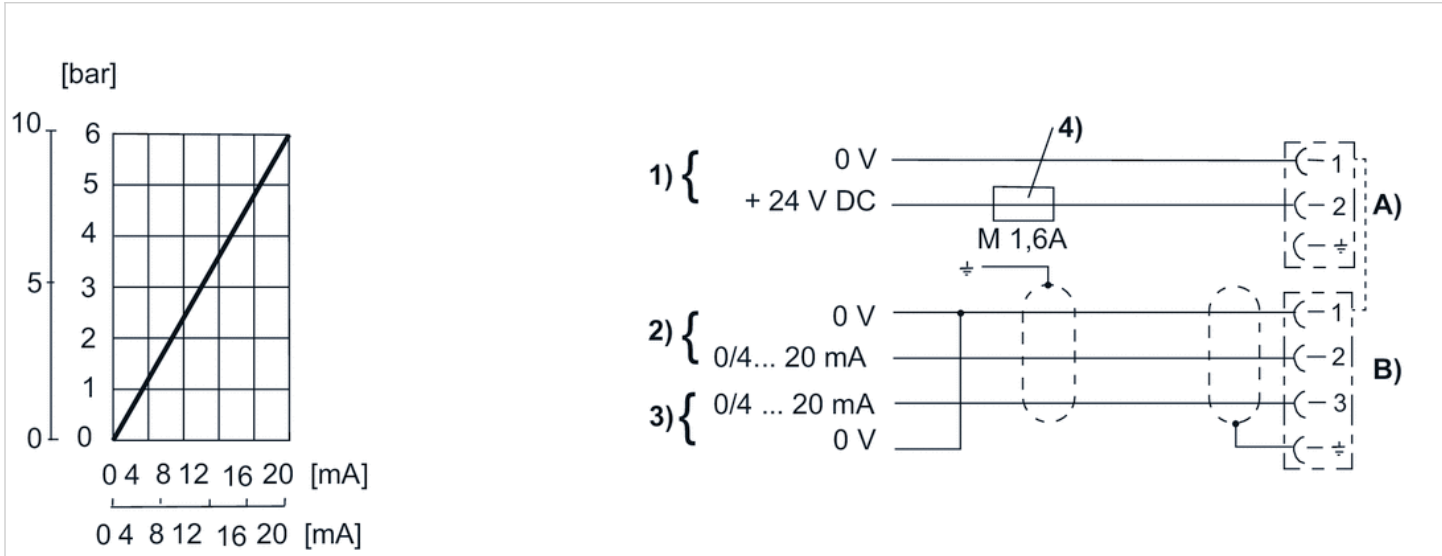 [bar]
10
5
0
6
5
4
3
2
1
0
0 4 8 12 16 20 [mA]
0 4 8 12 16 20 [mA]
4)
1) {
0 V
+ 24 V DC
M 1,6A
1
2
A)
2) {
0 V
0/4... 20 mA
3) {
0/4 ... 20 mA
0 V
1
2
3
B)